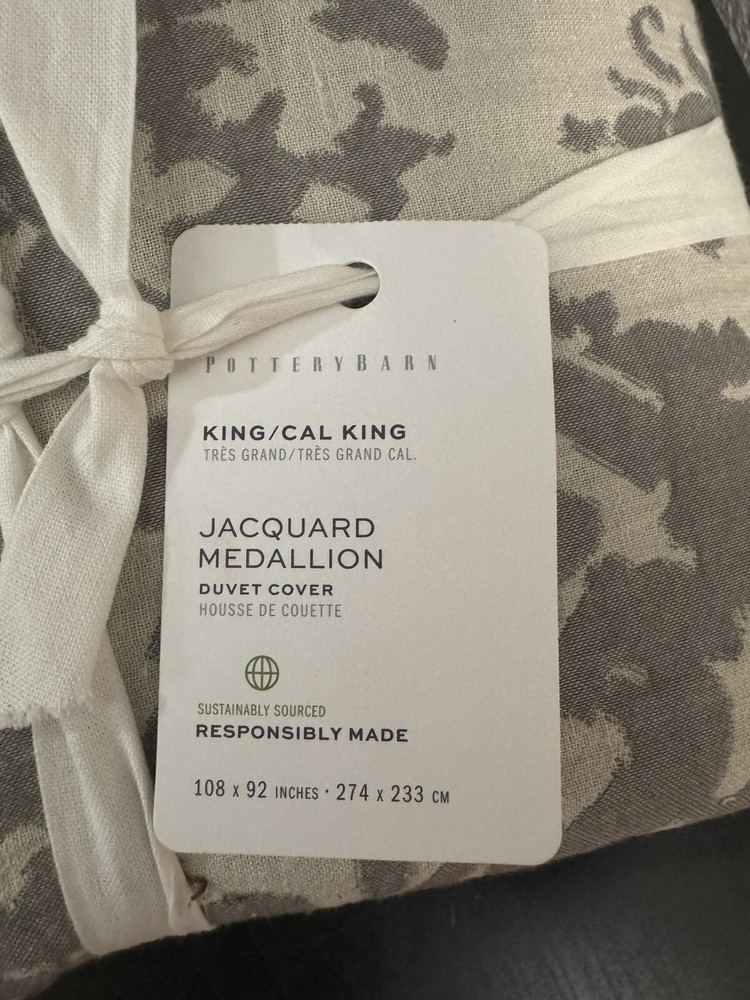 POTTERYBARN
KING/CAL KING
TRÈS GRAND/TRÈS GRAND CAL.
JACQUARD
MEDALLION
DUVET COVER
HOUSSE DE COUETTE
SUSTAINABLY SOURCED
RESPONSIBLY MADE
108 x 92 INCHES · 274 x 233 CM